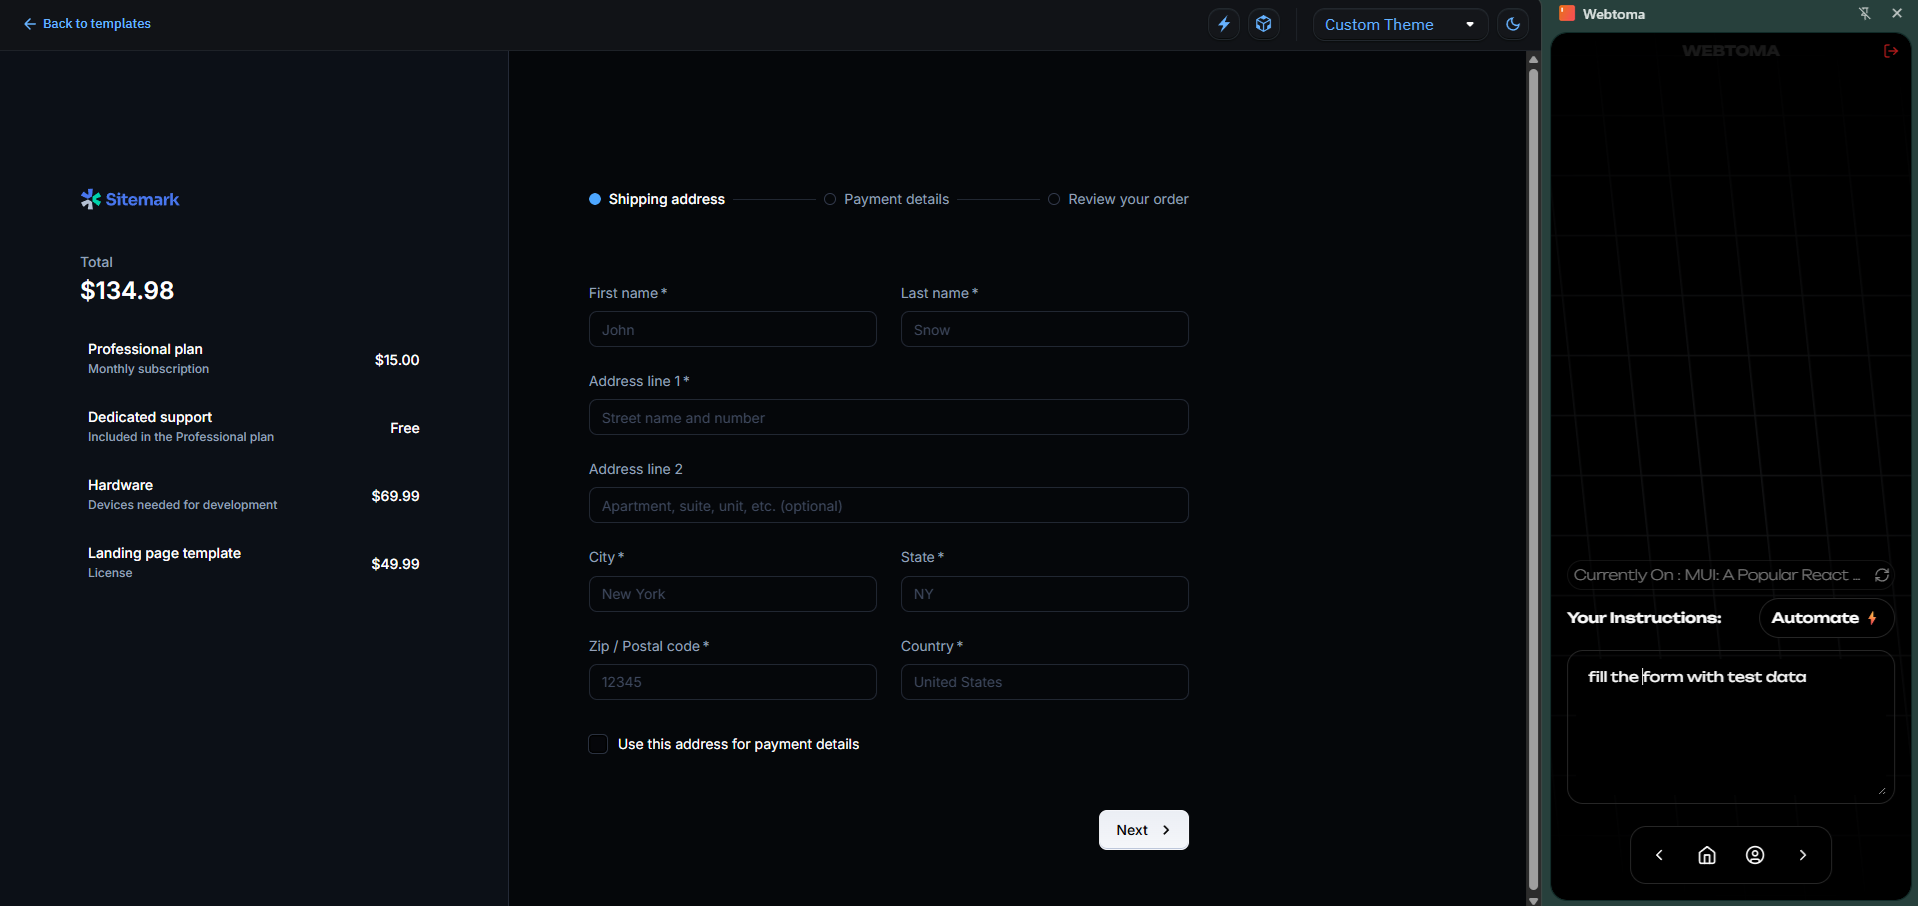 Back to templates
Custom Theme
Sitemark
Total
$134.98
Professional plan
Monthly subscription
$15.00
Dedicated support
Included in the Professional plan
Free
Hardware
Devices needed for development
$69.99
Landing page template
License
$49.99
Shipping address
Payment details
Review your order
First name *
Last name *
John
Snow
Address line 1 *
Street name and number
Address line 2
Apartment, suite, unit, etc. (optional)
City *
State *
New York
NY
Zip / Postal code *
Country *
12345
United States
Use this address for payment details
Next
Webtoma
WEBTOMA
Currently On : MUI: A Popular React ...
Your Instructions:
Automate
fill the form with test data